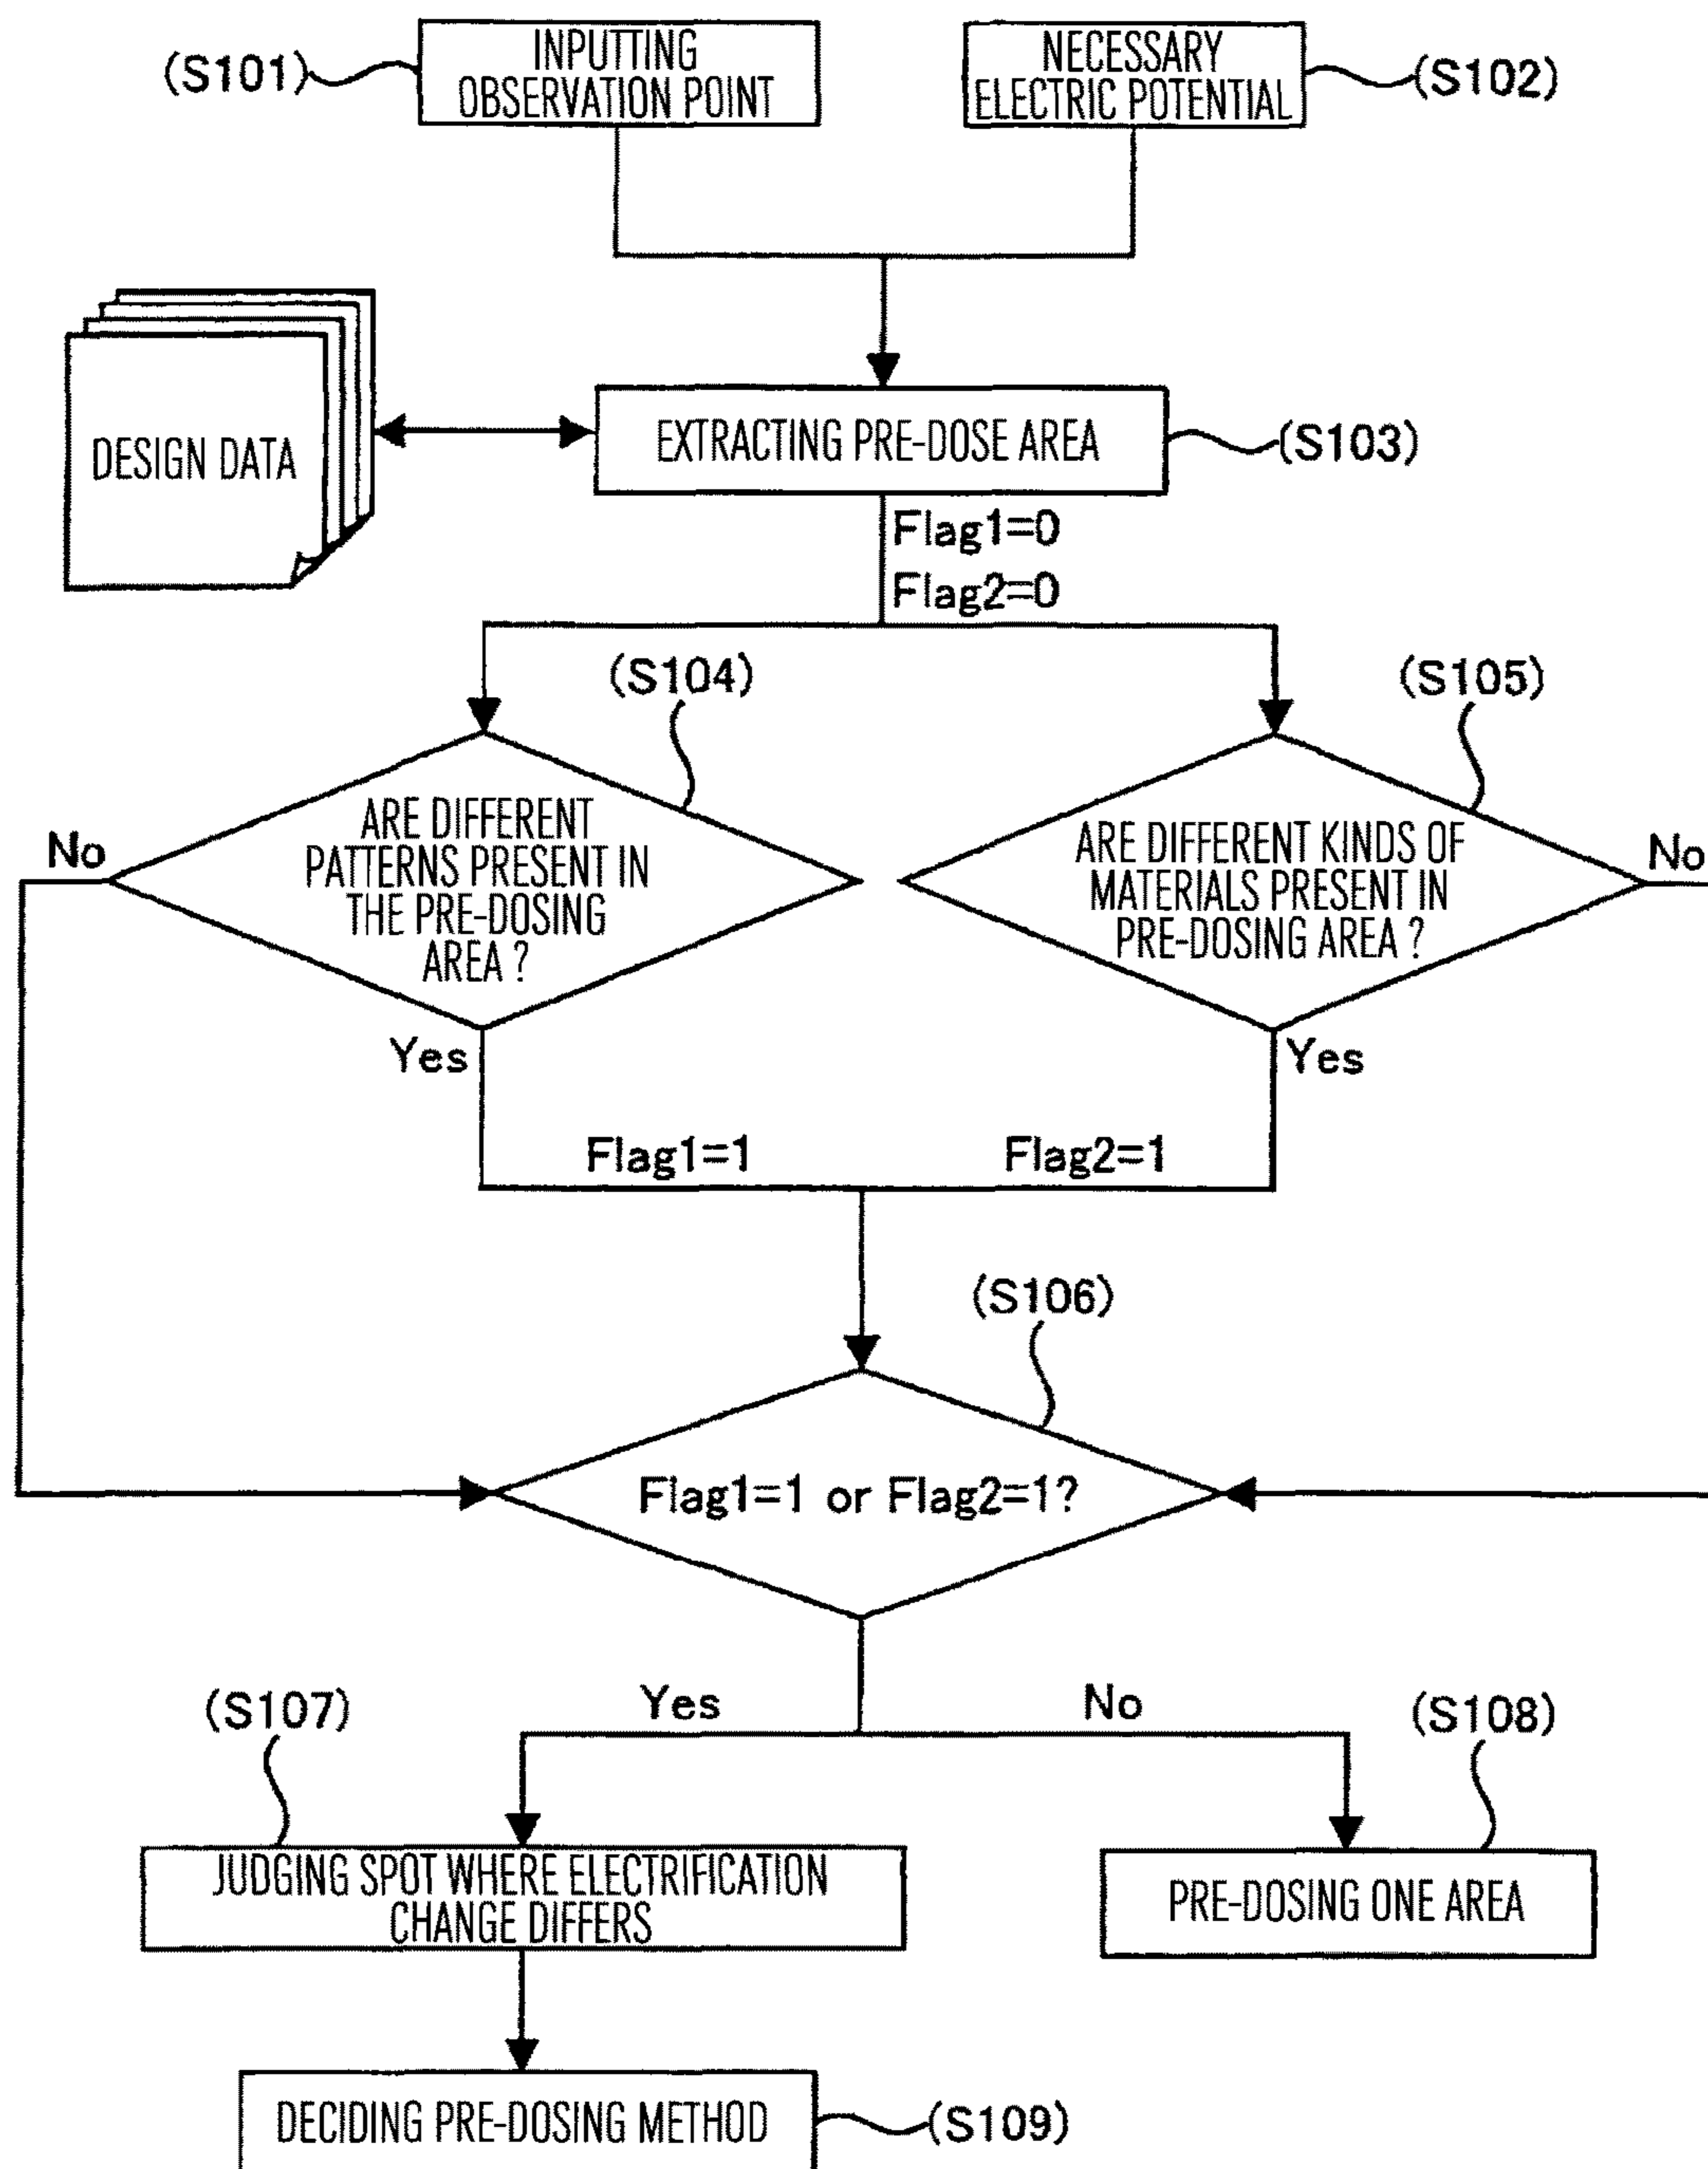 (S101)
INPUTTING
OBSERVATION POINT
NECESSARY
ELECTRIC POTENTIAL
(S102)
DESIGN DATA
EXTRACTING PRE-DOSE AREA
(S103)
Flag1=0
Flag2=0
(S104)
(S105)
No
ARE DIFFERENT
PATTERNS PRESENT IN
THE PRE-DOSING
AREA ?
ARE DIFFERENT KINDS OF
MATERIALS PRESENT IN
PRE-DOSING AREA ?
No
Yes
Yes
Flag1=1
Flag2=1
(S106)
Flag1=1 or Flag2=1?
(S107)
Yes
No
(S108)
JUDGING SPOT WHERE ELECTRIFICATION
CHANGE DIFFERS
PRE-DOSING ONE AREA
DECIDING PRE-DOSING METHOD
(S109)